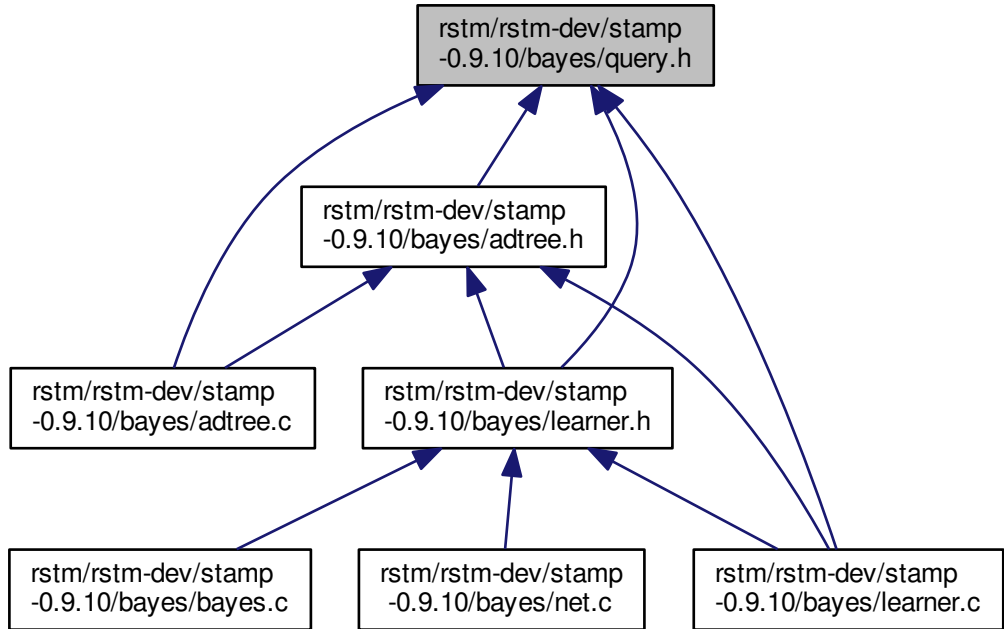 rstm/rstm-dev/stamp
-0.9.10/bayes/query.h
rstm/rstm-dev/stamp
-0.9.10/bayes/adtree.h
rstm/rstm-dev/stamp
-0.9.10/bayes/adtree.c
rstm/rstm-dev/stamp
-0.9.10/bayes/learner.h
rstm/rstm-dev/stamp
-0.9.10/bayes/bayes.c
rstm/rstm-dev/stamp
-0.9.10/bayes/net.c
rstm/rstm-dev/stamp
-0.9.10/bayes/learner.c